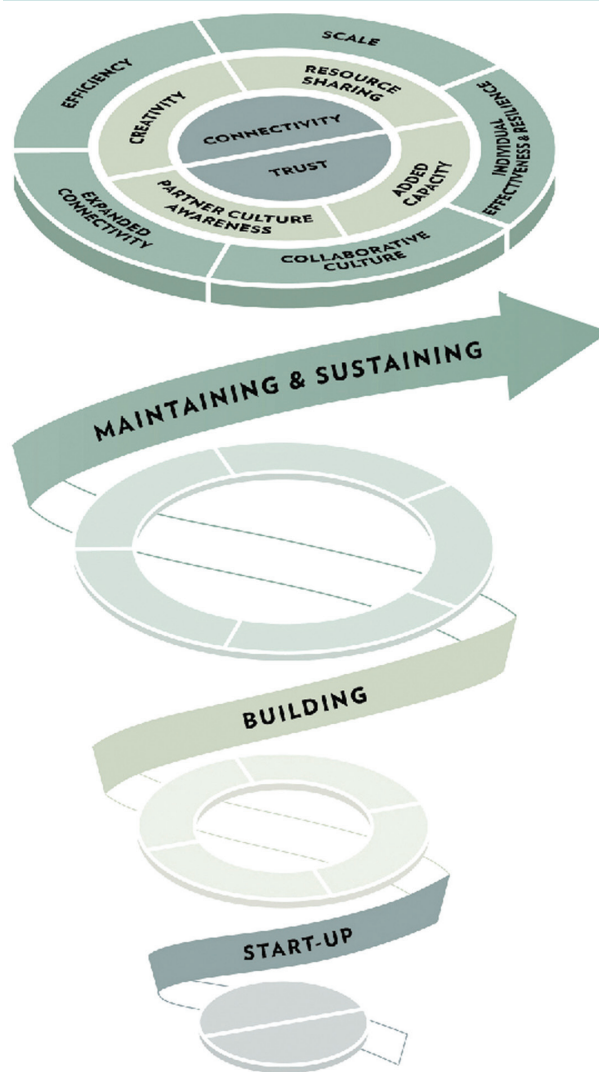 SCALE
EFFICIENCY
RESOURCE
SHARING
CREATIVITY
INDIVIDUAL
EFFECTIVENESS & RESILIENCE
CONNECTIVITY
TRUST
ADDED
CAPACITY
PARTNER CULTURE
AWARENESS
EXPANDED
CONNECTIVITY
COLLABORATIVE
CULTURE
MAINTAINING & SUSTAINING
BUILDING
START-UP